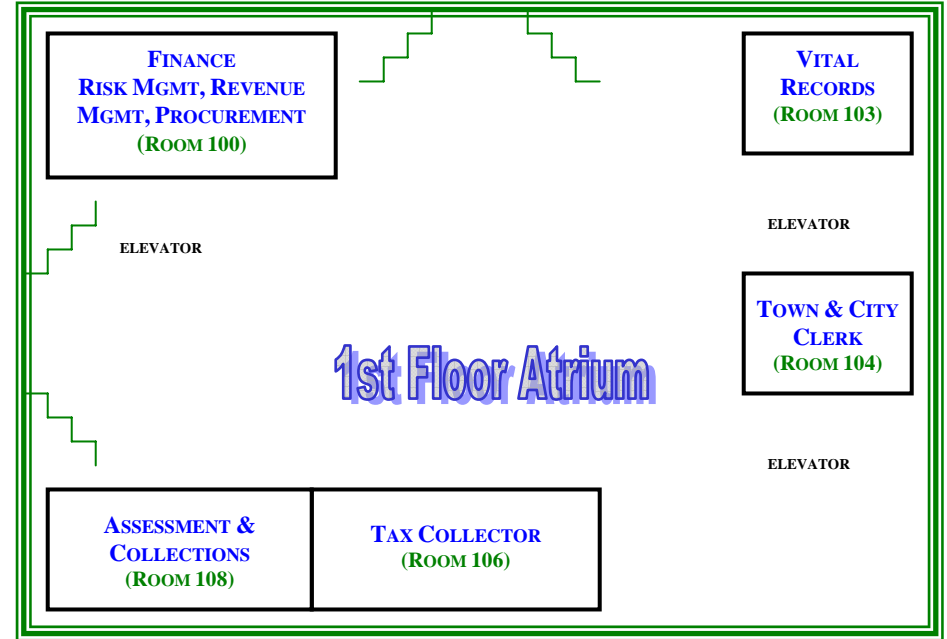 FINANCE
RISK MGMT, REVENUE
MGMT, PROCUREMENT
(ROOM 100)
VITAL
RECORDS
(ROOM 103)
ELEVATOR
ELEVATOR
TOWN & CITY
CLERK
(ROOM 104)
1st Floor Atrium
ELEVATOR
ASSESSMENT &
COLLECTIONS
(ROOM 108)
TAX COLLECTOR
(ROOM 106)